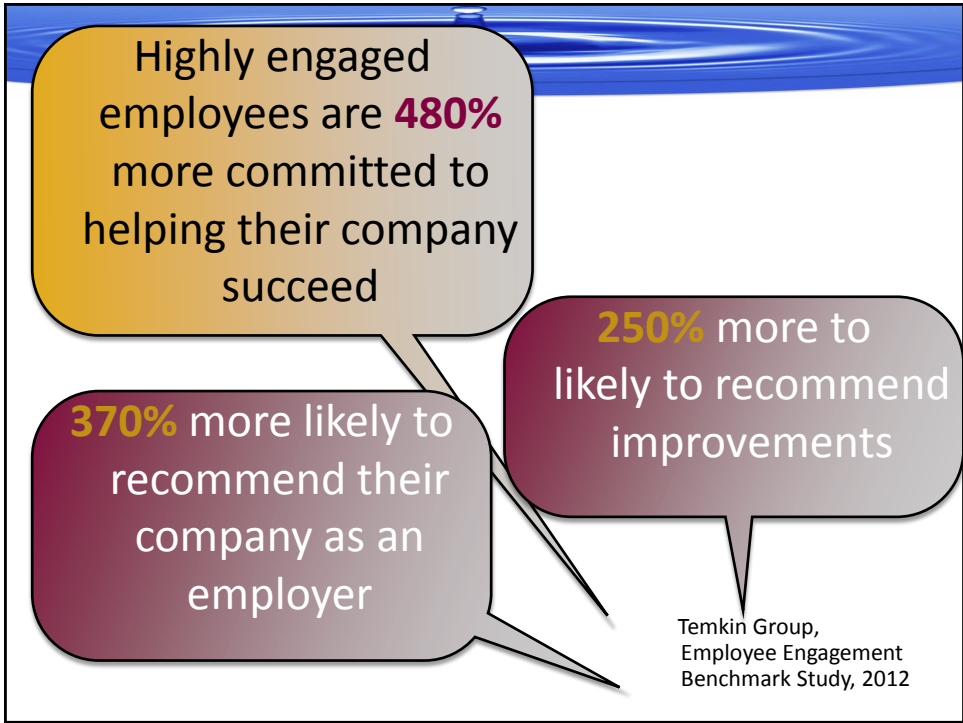 Highly engaged
employees are 480%
more committed to
helping their company
succeed
250% more to
likely to recommend
improvements
370% more likely to
recommend their
company as an
employer
Temkin Group,
Employee Engagement
Benchmark Study, 2012